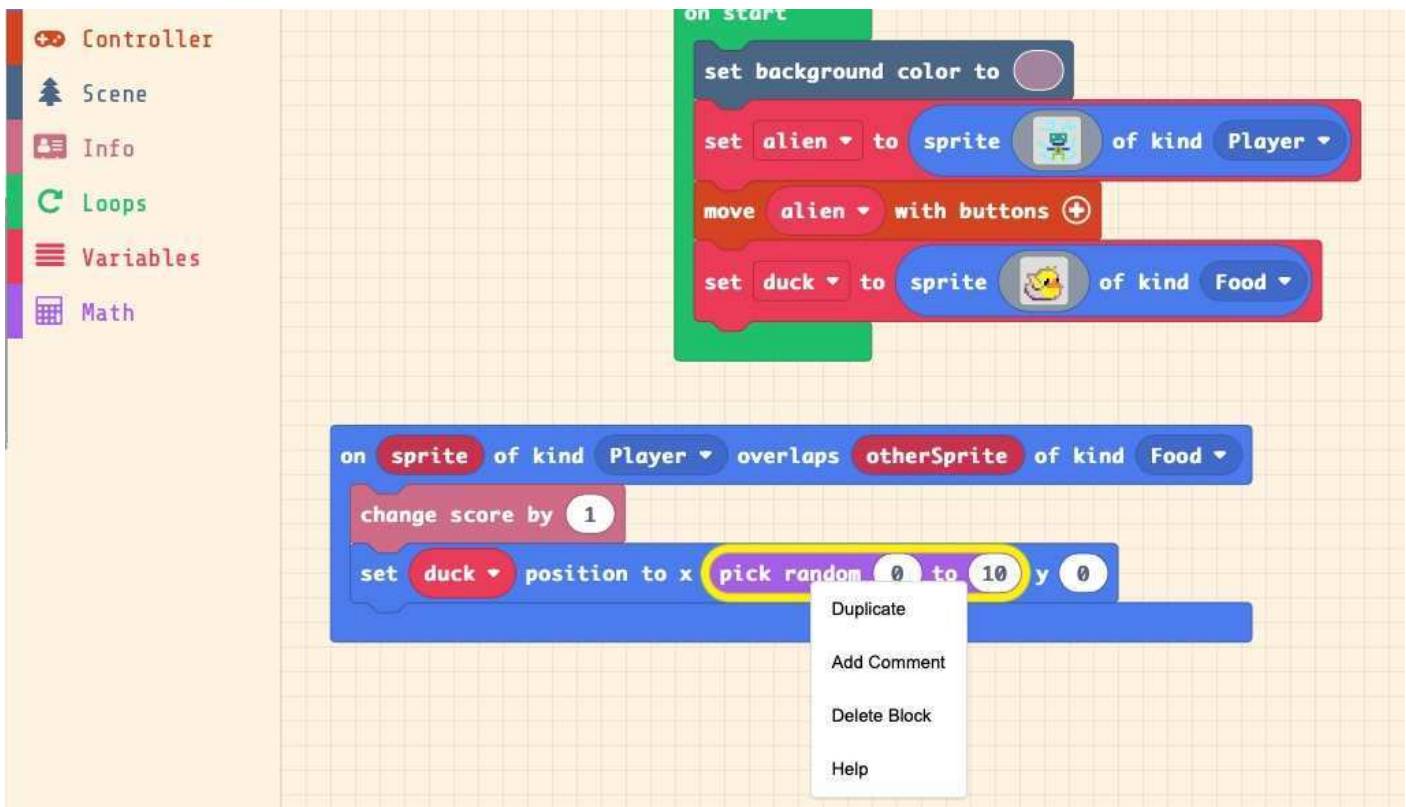 Controller
Scene
Info
Loops
Variables
Math
on start
set background color to
set alien to sprite of kind Player
move alien with buttons
set duck to sprite of kind Food
on sprite of kind Player overlaps otherSprite of kind Food
change score by 1
set duck position to x pick random 0 to 10 y 0
Duplicate
Add Comment
Delete Block
Help